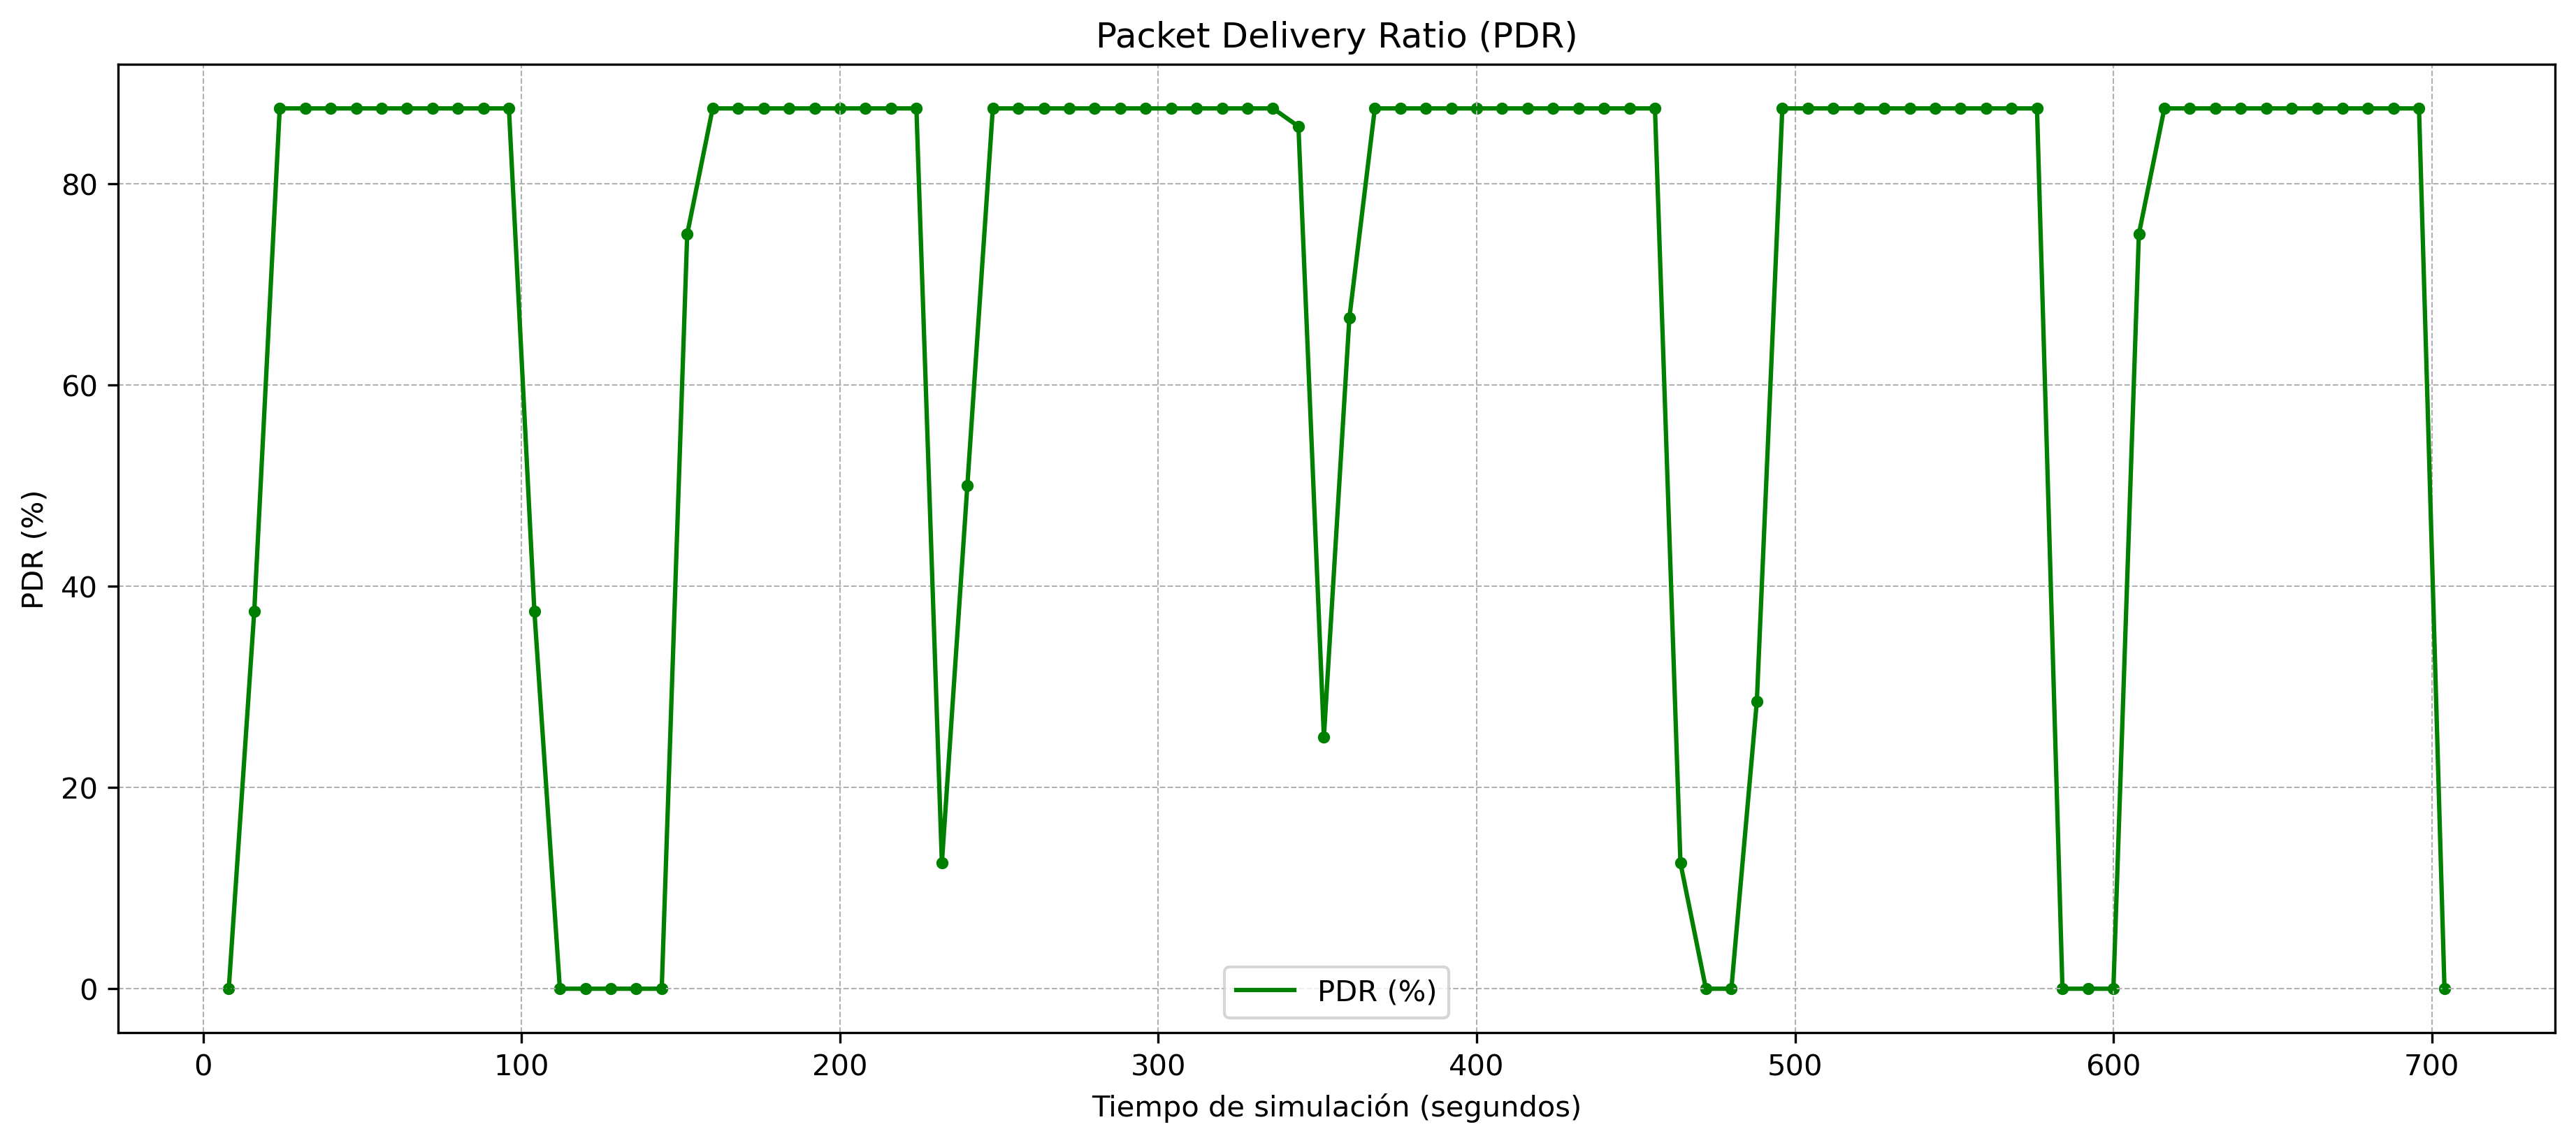 Packet Delivery Ratio (PDR)
PDR (%)
80
60
40
20
0
PDR (%)
0 100 200 300 400 500 600 700
Tiempo de simulación (segundos)